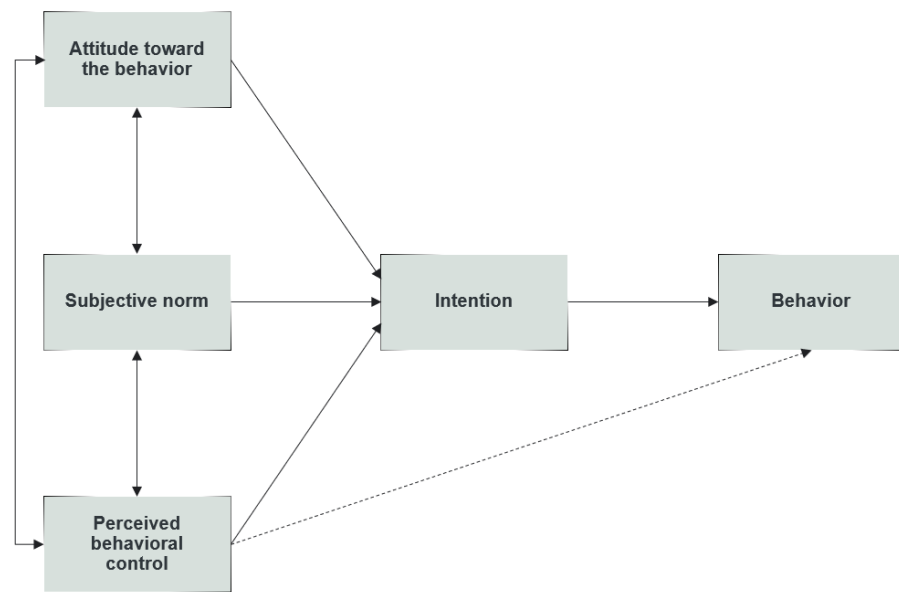 Attitude toward
the behavior
Subjective norm
Intention
Behavior
Perceived
behavioral
control